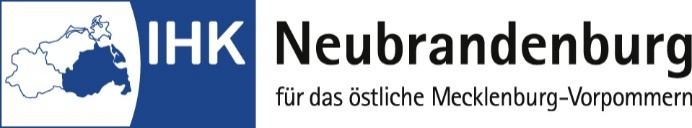 IHK Neubrandenburg
für das östliche Mecklenburg-Vorpommern